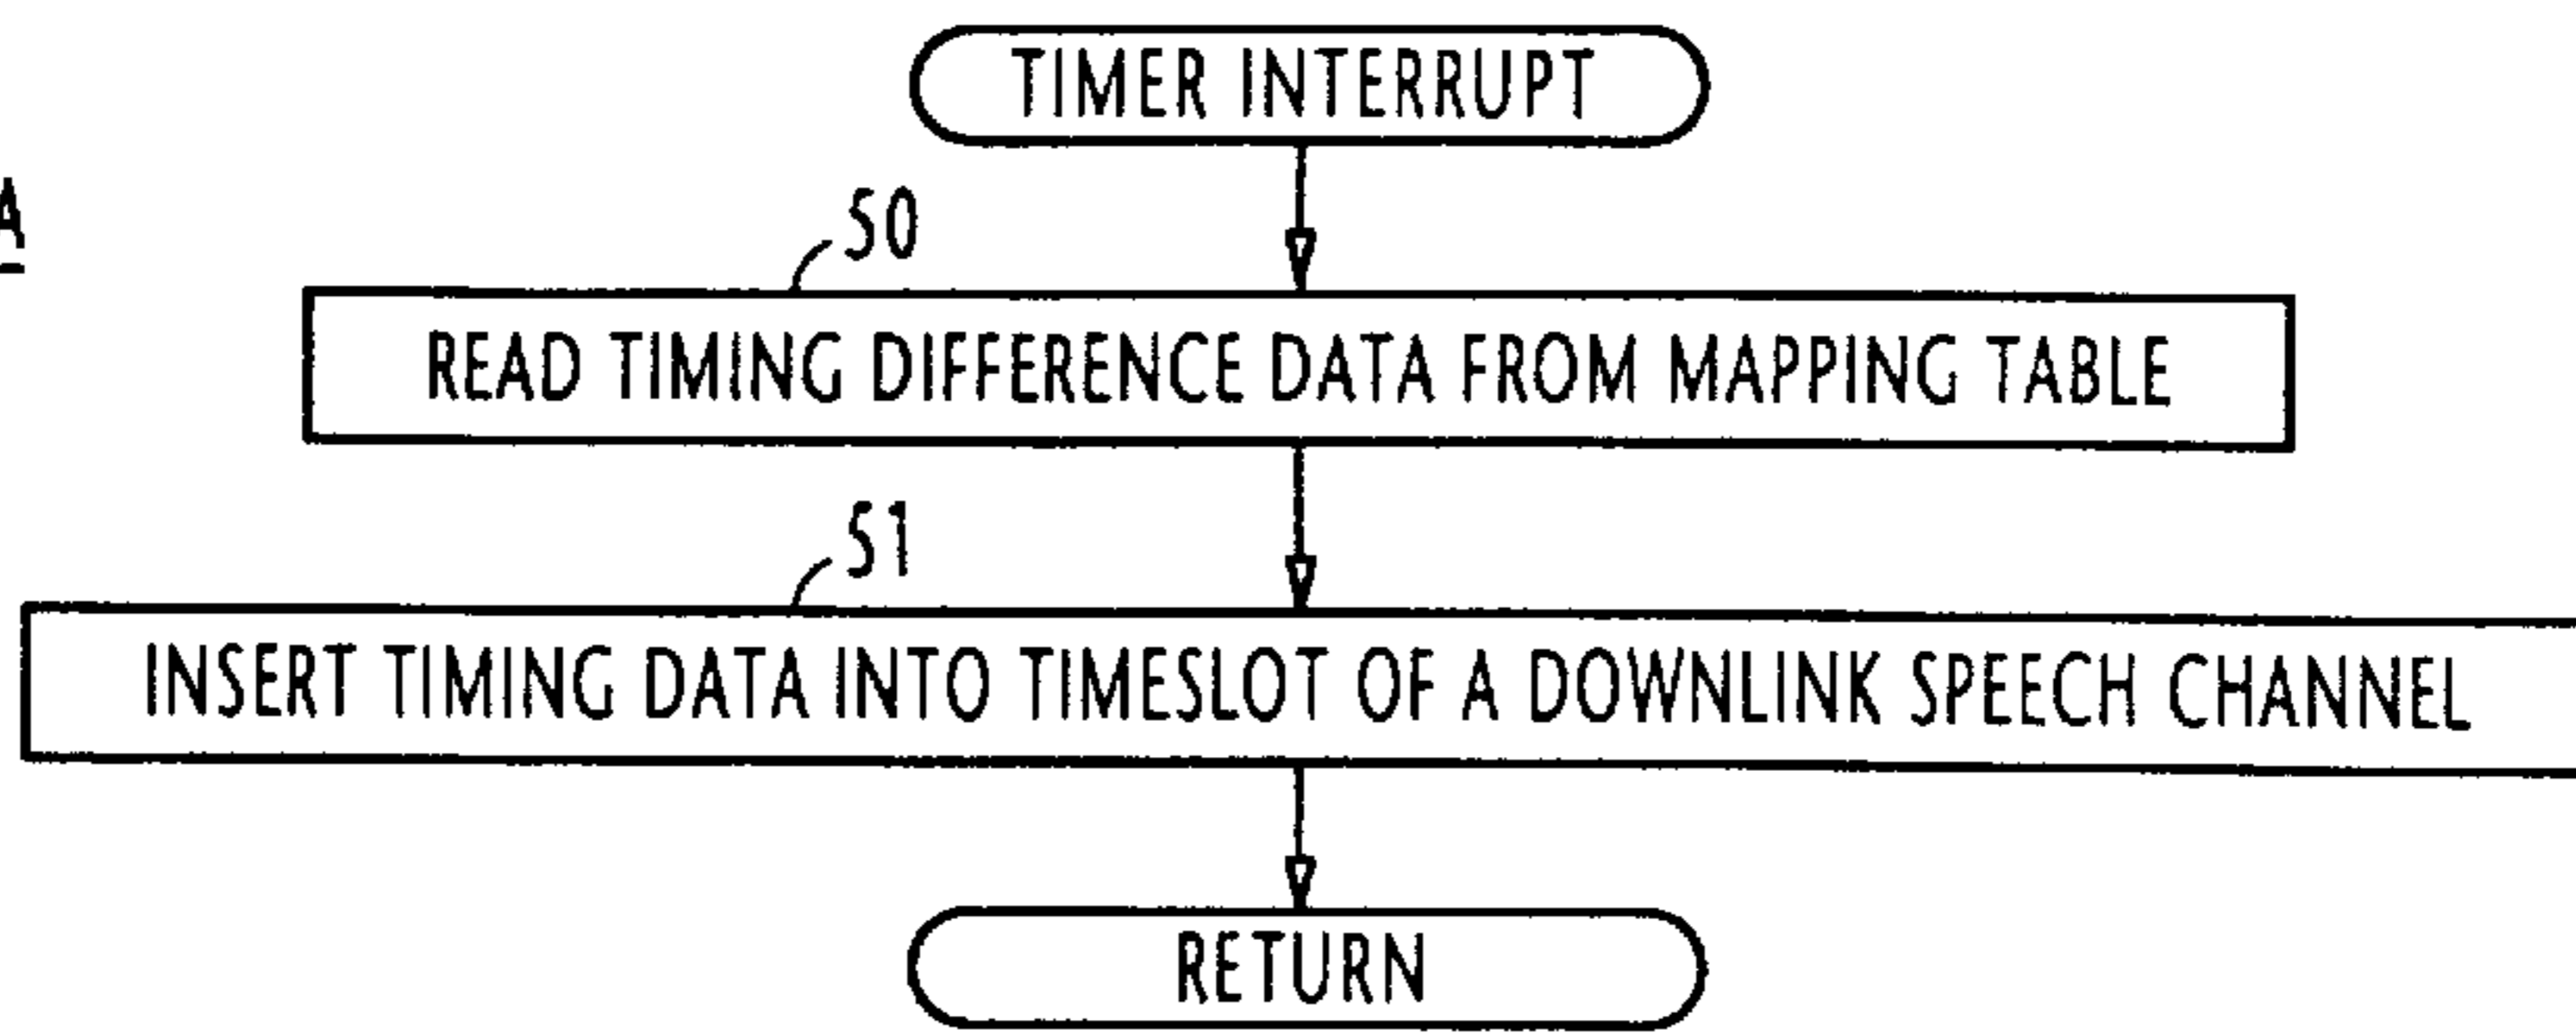 TIMER INTERRUPT
A
50
READ TIMING DIFFERENCE DATA FROM MAPPING TABLE
51
INSERT TIMING DATA INTO TIMESLOT OF A DOWNLINK SPEECH CHANNEL
RETURN